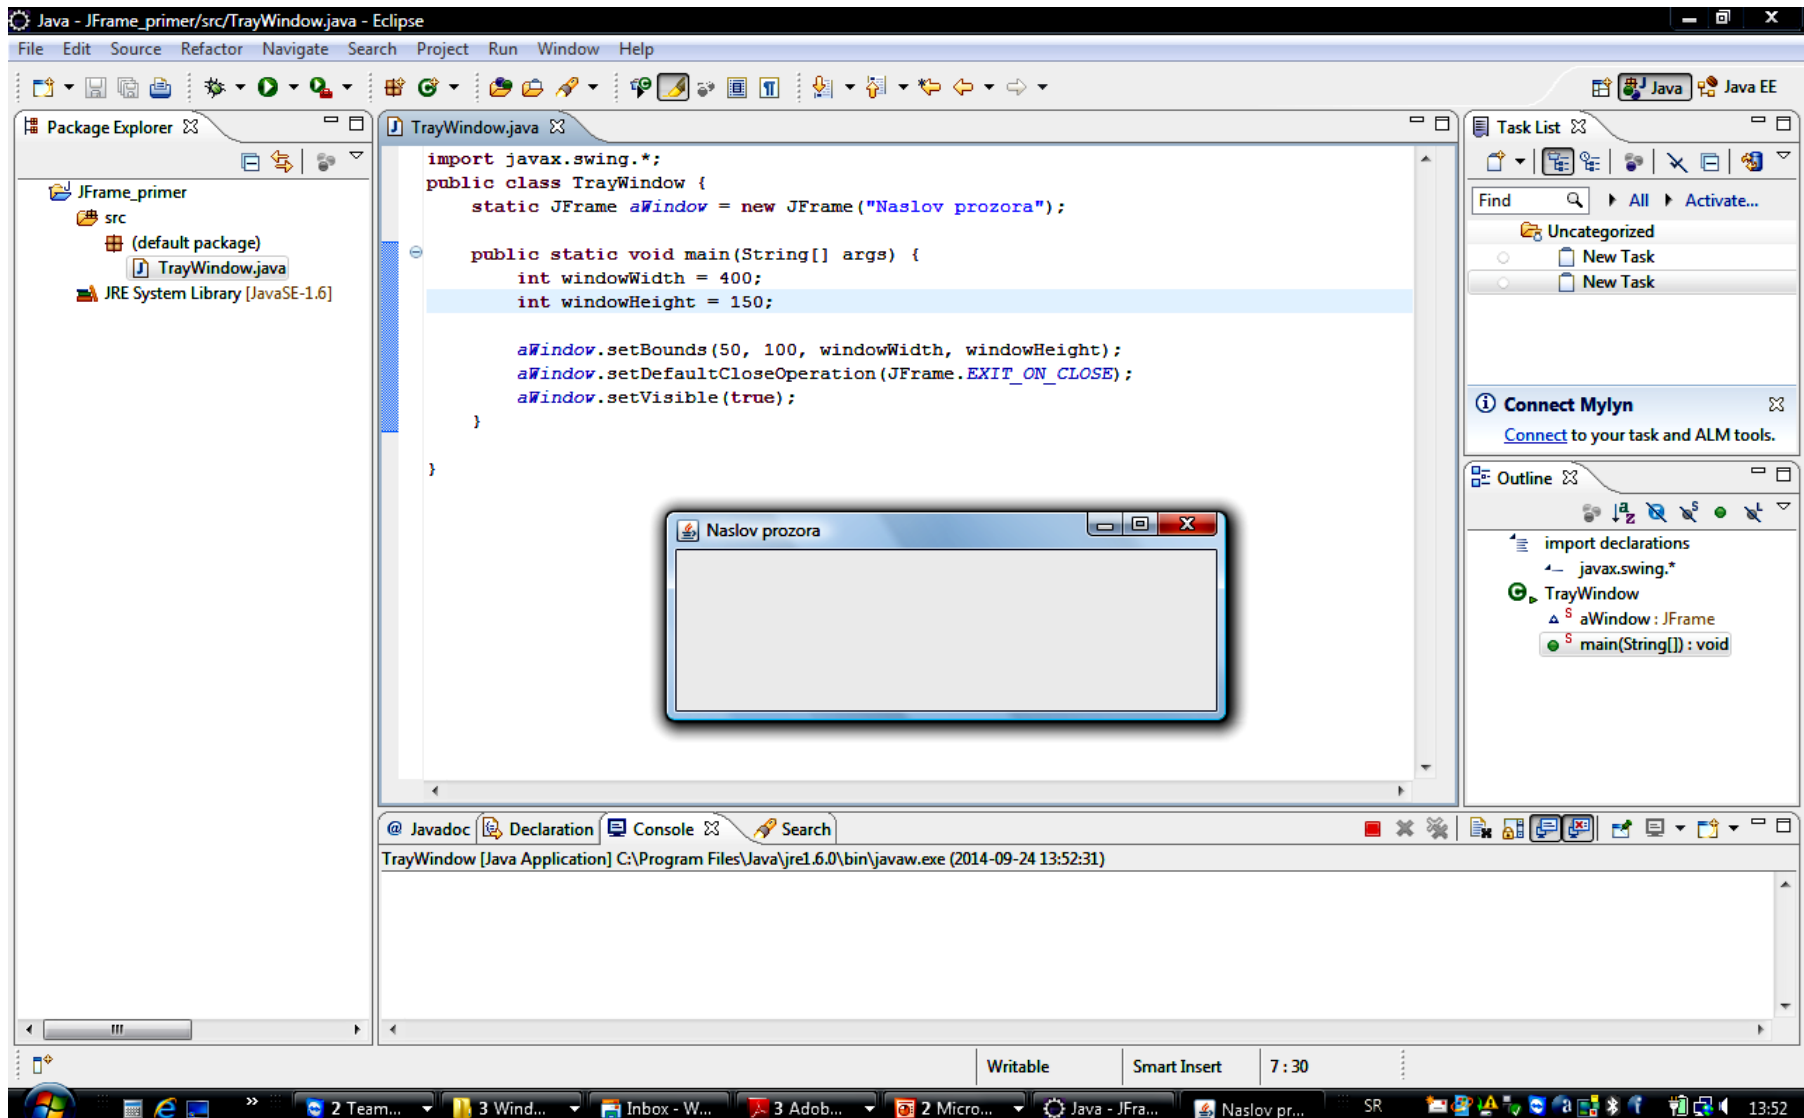 Java - JFrame_primer/src/TrayWindow.java - Eclipse
File Edit Source Refactor Navigate Search Project Run Window Help
Java Java EE
Package Explorer
JFrame_primer
src
(default package)
TrayWindow.java
JRE System Library [JavaSE-1.6]
TrayWindow.java
import javax.swing.*;
public class TrayWindow {
static JFrame aWindow = new JFrame("Naslov prozora");
public static void main(String[] args) {
int windowWidth = 400;
int windowHeight = 150;
aWindow.setBounds(50, 100, windowWidth, windowHeight);
aWindow.setDefaultCloseOperation(JFrame.EXIT_ON_CLOSE);
aWindow.setVisible(true);
}
}
Naslov prozora
Task List
Find All Activate...
Uncategorized
New Task
New Task
Connect Mylyn
Connect to your task and ALM tools.
Outline
import declarations
javax.swing.*
TrayWindow
aWindow : JFrame
main(String[]) : void
@ Javadoc Declaration Console Search
TrayWindow [Java Application] C:\Program Files\Java\jre1.6.0\bin\javaw.exe (2014-09-24 13:52:31)
Writable Smart Insert 7 : 30
2 Team... 3 Wind... Inbox - W... 3 Adob... 2 Micro... Java - JFra... Naslov pr... SR 13:52